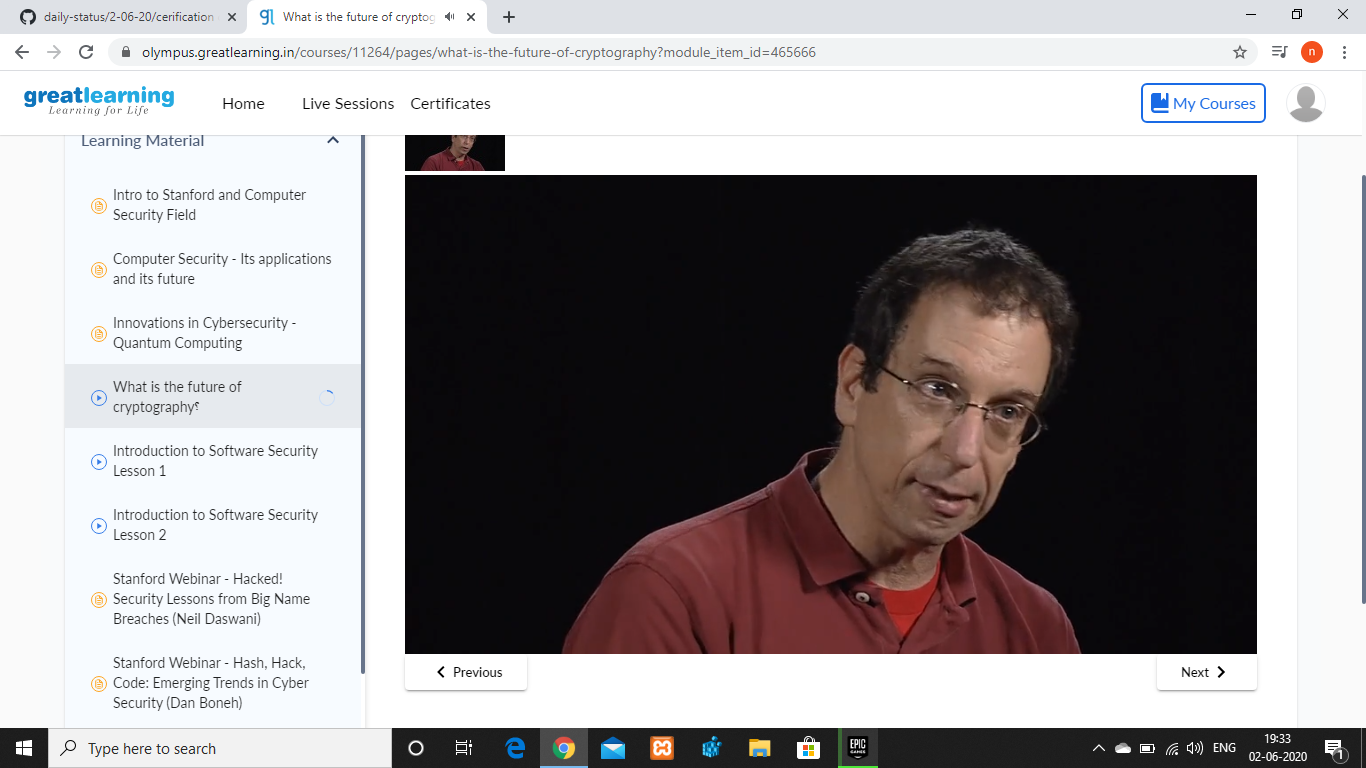 daily-status/2-06-20/cerification
What is the future of cryptog
olympus.greatlearning.in/courses/11264/pages/what-is-the-future-of-cryptography?module_item_id=465666
n
greatlearning
Learning for Life
Home
Live Sessions
Certificates
My Courses
Learning Material
Intro to Stanford and Computer
Security Field
Computer Security - Its applications
and its future
Innovations in Cybersecurity -
Quantum Computing
What is the future of
cryptography?
Introduction to Software Security
Lesson 1
Introduction to Software Security
Lesson 2
Stanford Webinar - Hacked!
Security Lessons from Big Name
Breaches (Neil Daswani)
Stanford Webinar - Hash, Hack,
Code: Emerging Trends in Cyber
Security (Dan Boneh)
Previous
Next
Type here to search
EPIC
GAMES
ENG
19:33
02-06-2020
1